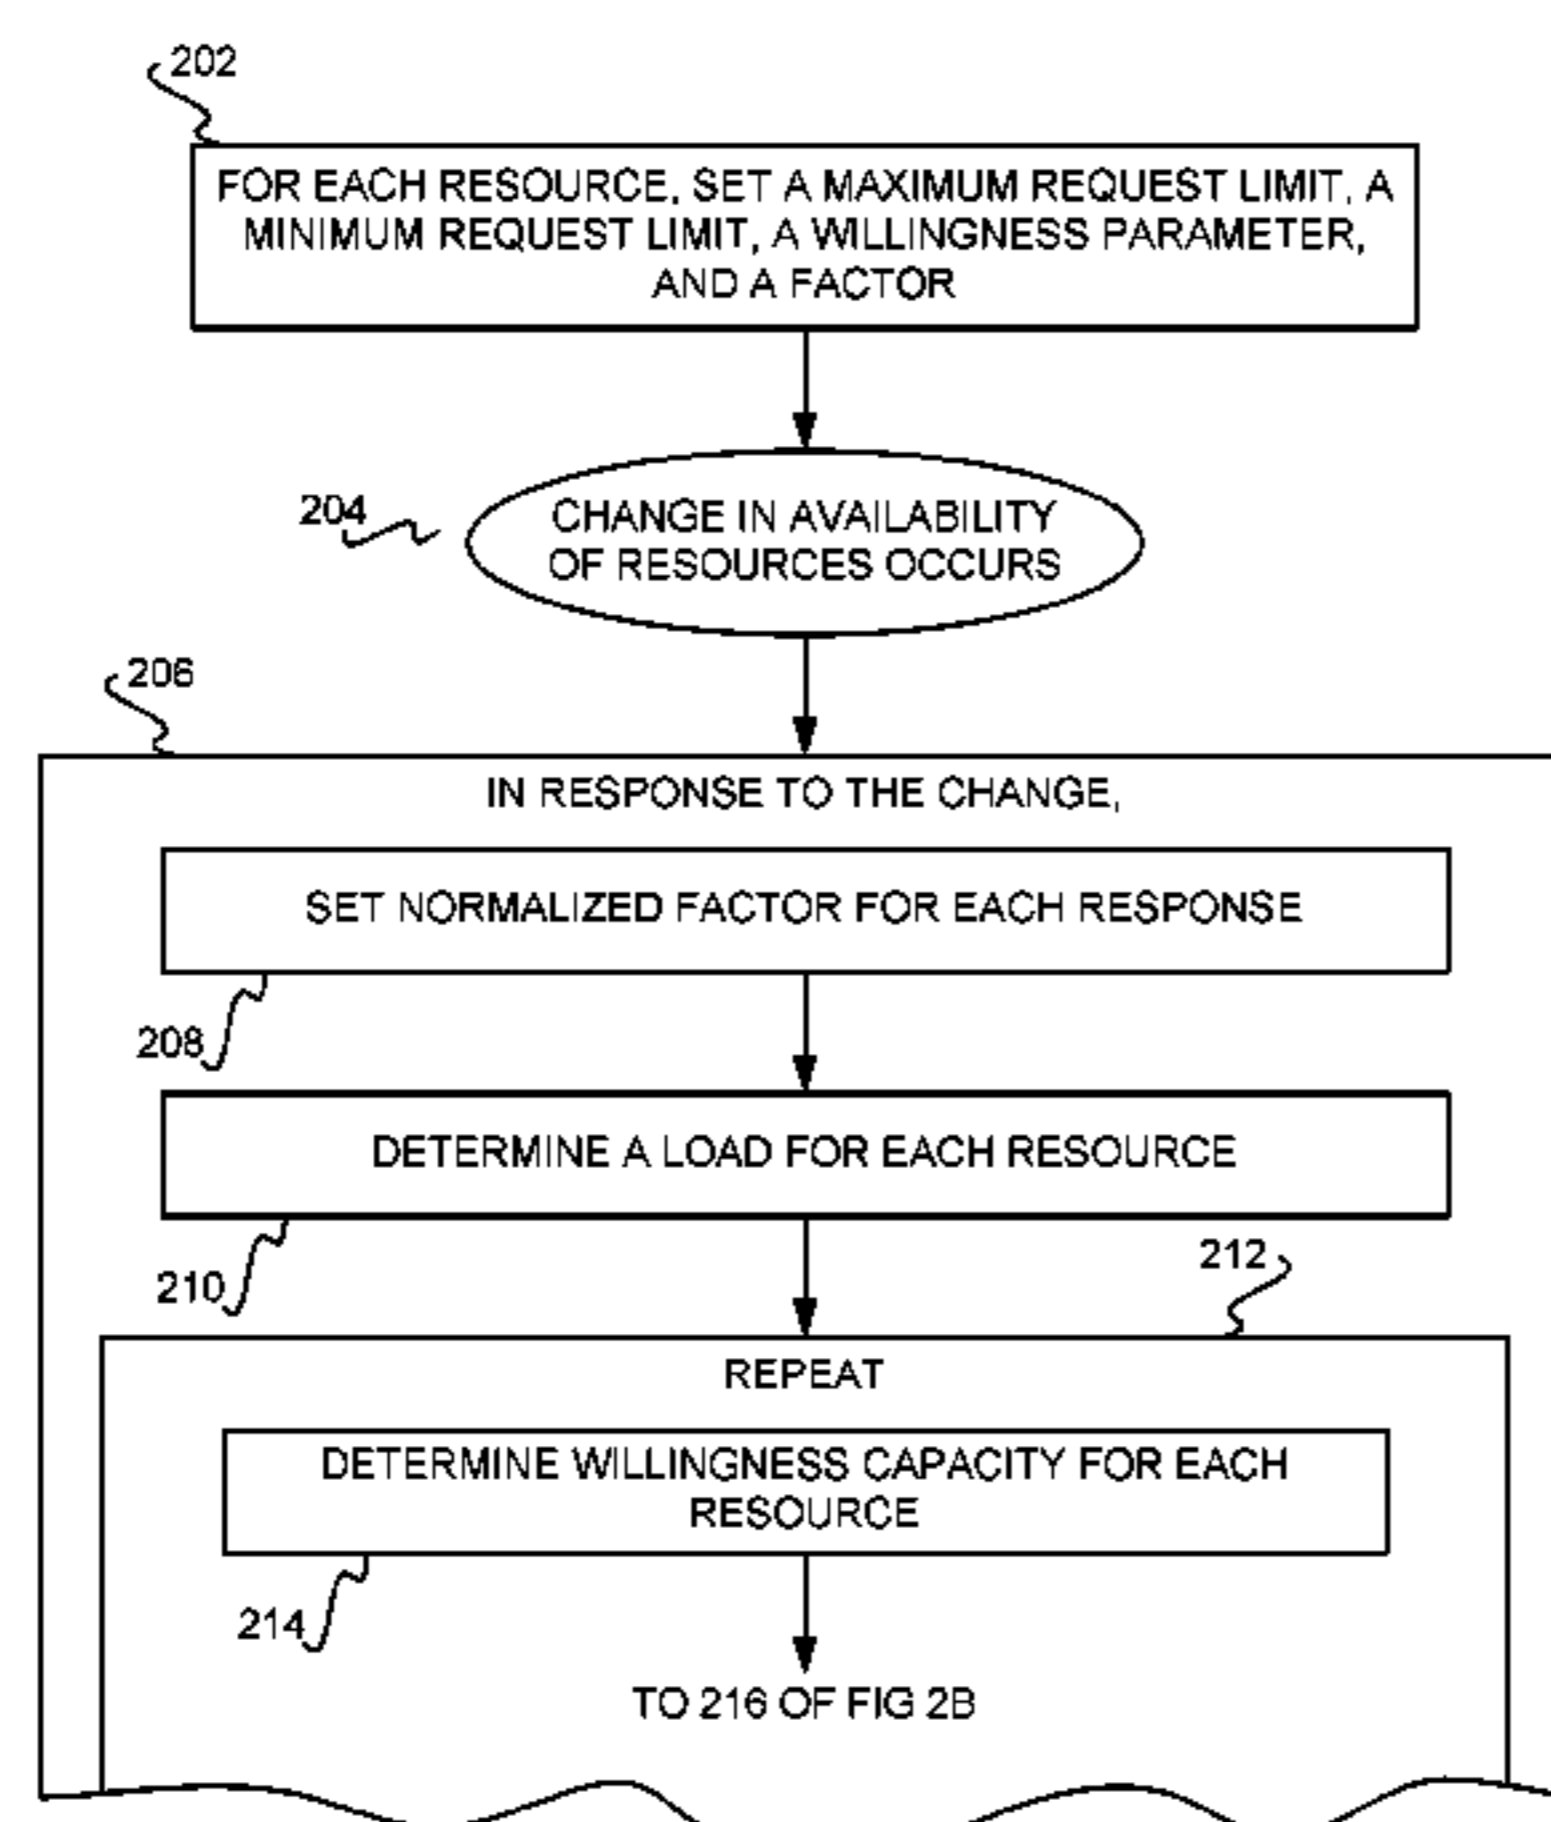 202
FOR EACH RESOURCE, SET A MAXIMUM REQUEST LIMIT, A
MINIMUM REQUEST LIMIT, A WILLINGNESS PARAMETER,
AND A FACTOR
204
CHANGE IN AVAILABILITY
OF RESOURCES OCCURS
206
IN RESPONSE TO THE CHANGE,
SET NORMALIZED FACTOR FOR EACH RESPONSE
208
DETERMINE A LOAD FOR EACH RESOURCE
210
212
REPEAT
DETERMINE WILLINGNESS CAPACITY FOR EACH
RESOURCE
214
TO 216 OF FIG 2B